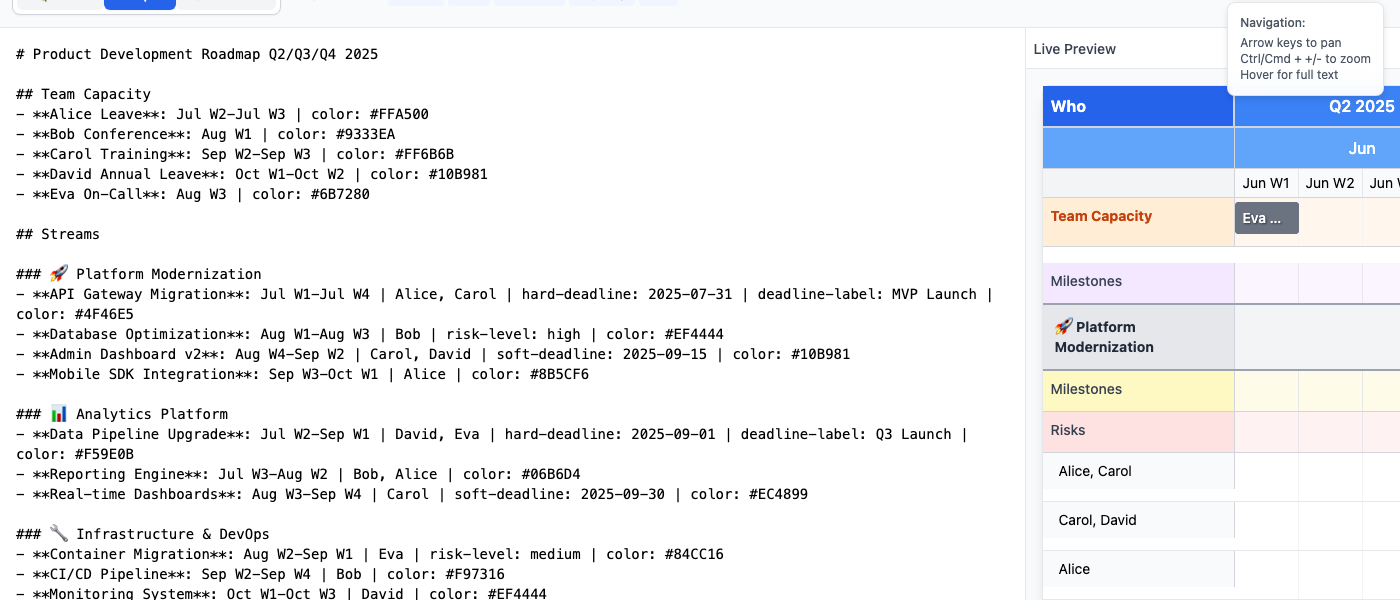 # Product Development Roadmap Q2/Q3/Q4 2025
## Team Capacity
- **Alice Leave**: Jul W2-Jul W3 | color: #FFA500
- **Bob Conference**: Aug W1 | color: #9333EA
- **Carol Training**: Sep W2-Sep W3 | color: #FF6B6B
- **David Annual Leave**: Oct W1-Oct W2 | color: #10B981
- **Eva On-Call**: Aug W3 | color: #6B7280
## Streams
### 🚀 Platform Modernization
- **API Gateway Migration**: Jul W1-Jul W4 | Alice, Carol | hard-deadline: 2025-07-31 | deadline-label: MVP Launch |
color: #4F46E5
- **Database Optimization**: Aug W1-Aug W3 | Bob | risk-level: high | color: #EF4444
- **Admin Dashboard v2**: Aug W4-Sep W2 | Carol, David | soft-deadline: 2025-09-15 | color: #10B981
- **Mobile SDK Integration**: Sep W3-Oct W1 | Alice | color: #8B5CF6
### 📊 Analytics Platform
- **Data Pipeline Upgrade**: Jul W2-Sep W1 | David, Eva | hard-deadline: 2025-09-01 | deadline-label: Q3 Launch |
color: #F59E0B
- **Reporting Engine**: Jul W3-Aug W2 | Bob, Alice | color: #06B6D4
- **Real-time Dashboards**: Aug W3-Sep W4 | Carol | soft-deadline: 2025-09-30 | color: #EC4899
### 🔧 Infrastructure & DevOps
- **Container Migration**: Aug W2-Sep W1 | Eva | risk-level: medium | color: #84CC16
- **CI/CD Pipeline**: Sep W2-Sep W4 | Bob | color: #F97316
- **Monitoring System**: Oct W1-Oct W3 | David | color: #EF4444
Live Preview
Navigation:
Arrow keys to pan
Ctrl/Cmd + +/- to zoom
Hover for full text
Who
Q2 2025
Jun
Jun W1
Jun W2
Jun
Team Capacity
Eva ...
Milestones
🚀 Platform
Modernization
Milestones
Risks
Alice, Carol
Carol, David
Alice